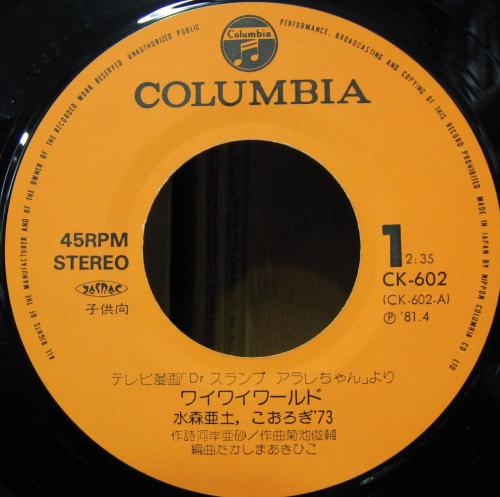 ALL RIGHTS OF THE MANUFACTURER AND OF THE OWNER OF THE RECORDED WORK RESERVED UNAUTHORIZED PUBLIC PERFORMANCE, BROADCASTING AND COPYING OF THIS RECORD PROHIBITED MADE IN JAPAN BY NIPPON COLUMBIA CO LTD
Columbia
COLUMBIA
45RPM
STEREO
JASRAC
子供向
1
2:35
CK-602
(CK-602-A)
Ⓟ '81.4
テレビ漫画「Dr スランプ アラレちゃん」より
ワイワイワールド
水森亜土, こおろぎ'73
作詩河岸亜砂/作曲菊池俊輔
編曲たかしまあきひこ